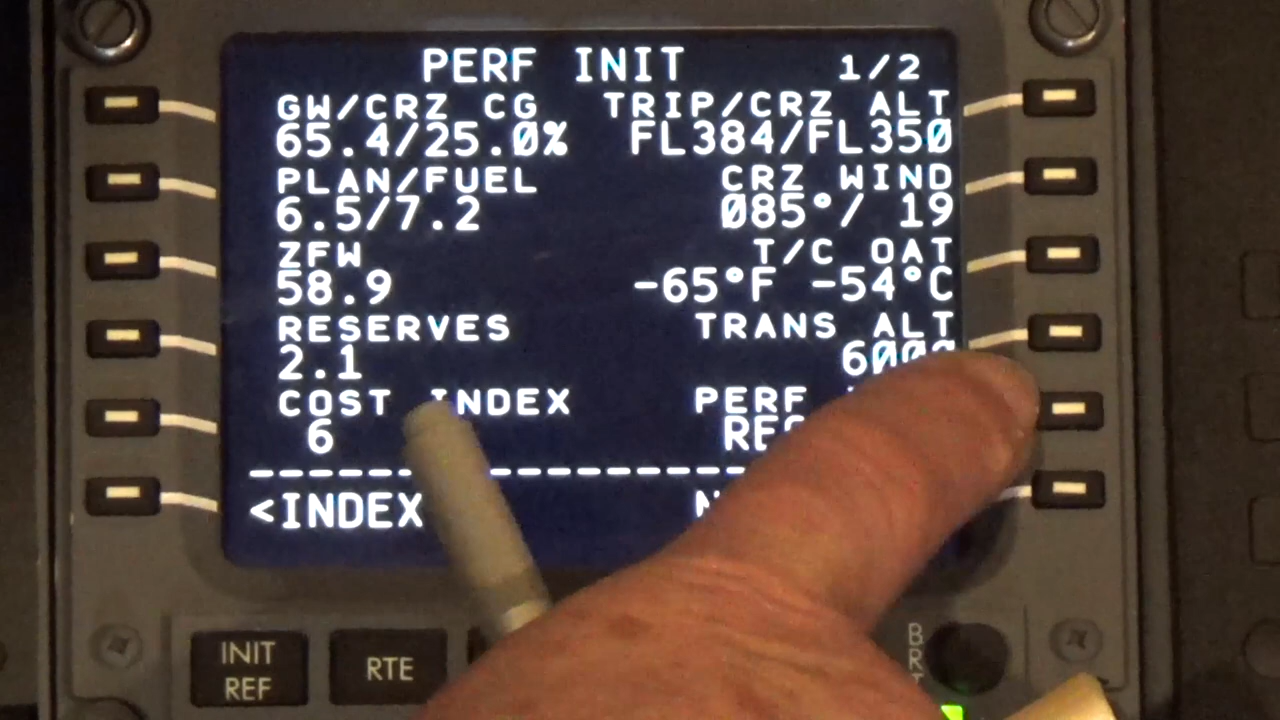 PERF INIT 1/2
GW/CRZ CG TRIP/CRZ ALT
65.4/25.0% FL384/FL350
PLAN/FUEL CRZ WIND
6.5/7.2 085°/ 19
ZFW T/C OAT
58.9 -65°F -54°C
RESERVES TRANS ALT
2.1 6000
COST INDEX PERF
6
<INDEX
INIT REF RTE BRT